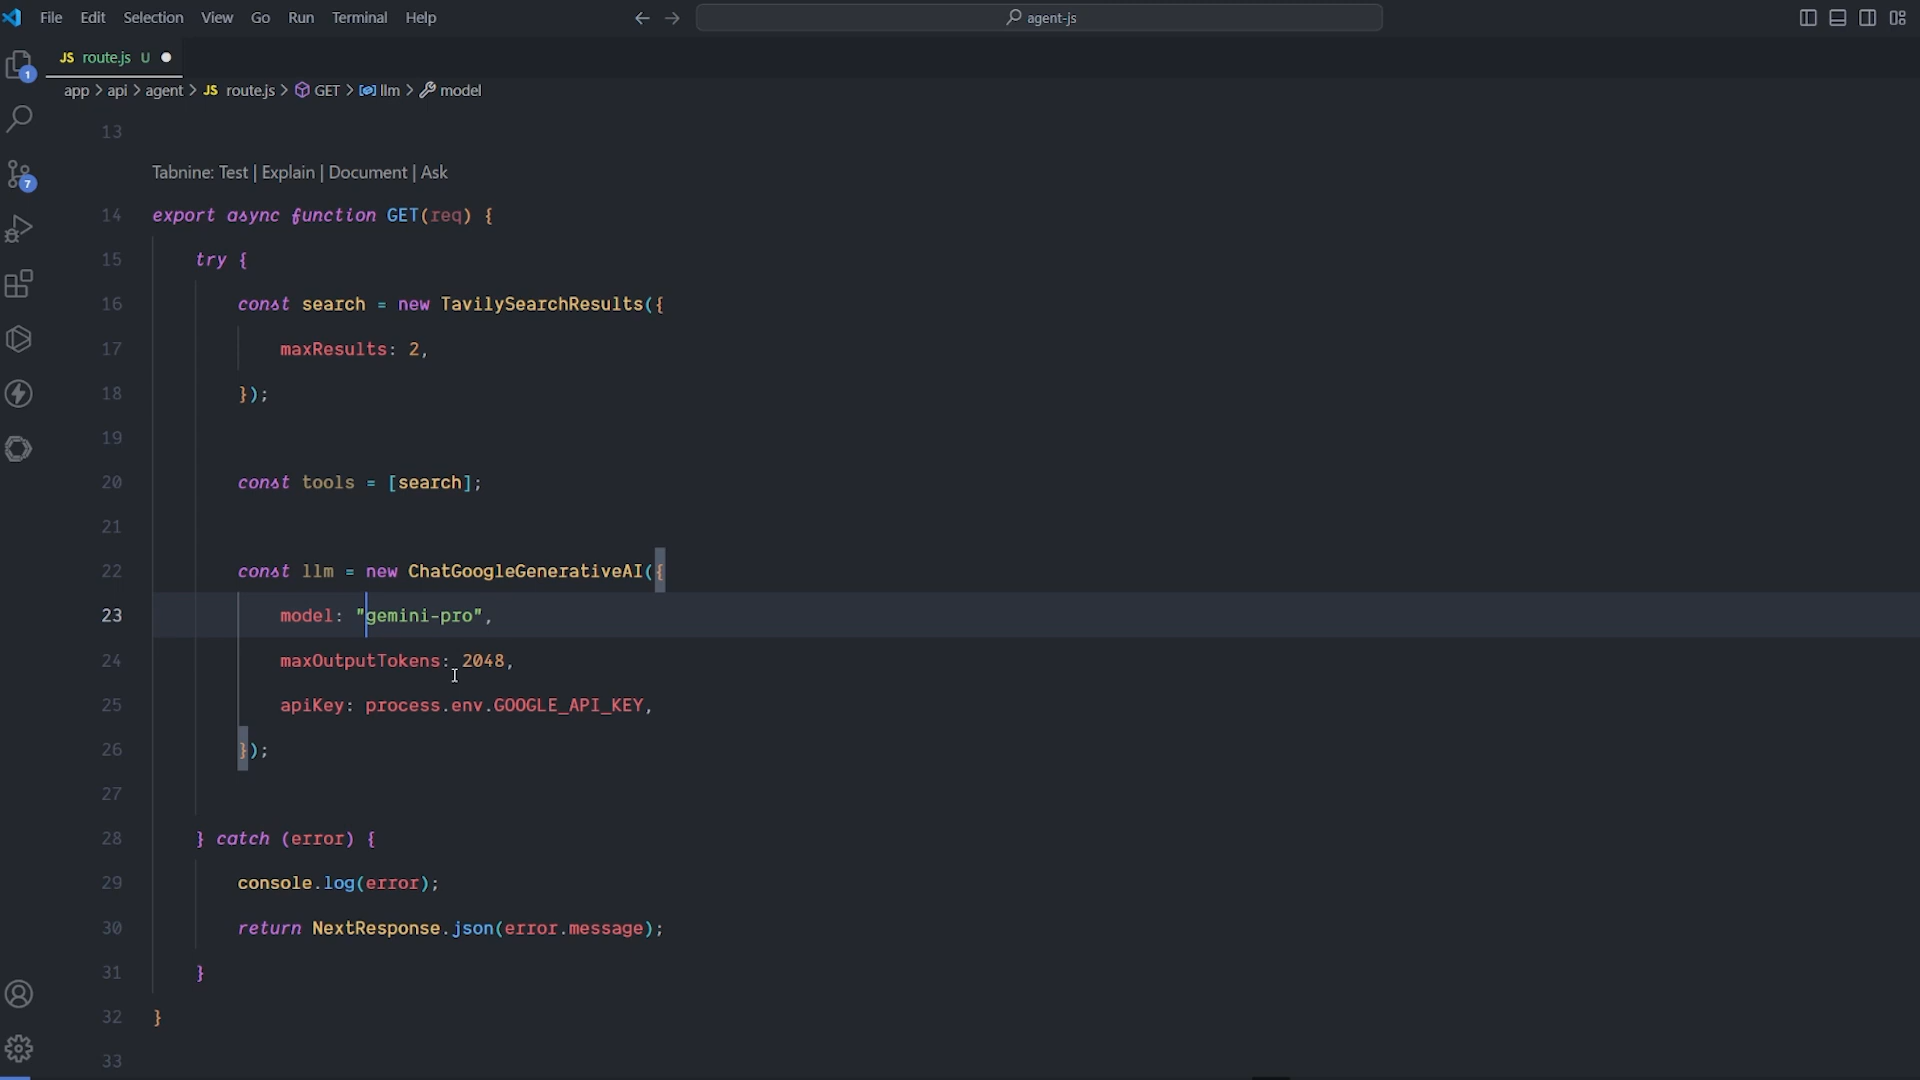 File Edit Selection View Go Run Terminal Help
agent-js
1
JS route.js U
app > api > agent > JS route.js > GET > llm > model
7
13
Tabnine: Test | Explain | Document | Ask
14 export async function GET(req) {
15 try {
16 const search = new TavilySearchResults({
17 maxResults: 2,
18 });
19
20 const tools = [search];
21
22 const llm = new ChatGoogleGenerativeAI({
23 model: "gemini-pro",
24 maxOutputTokens: 2048,
25 apiKey: process.env.GOOGLE_API_KEY,
26 });
27
28 } catch (error) {
29 console.log(error);
30 return NextResponse.json(error.message);
31 }
32 }
33